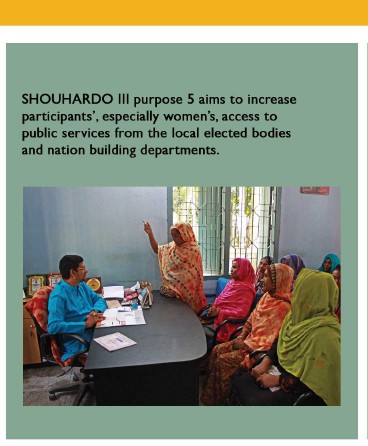 SHOUHARDO III purpose 5 aims to increase
participants', especially women's, access to
public services from the local elected bodies
and nation building departments.